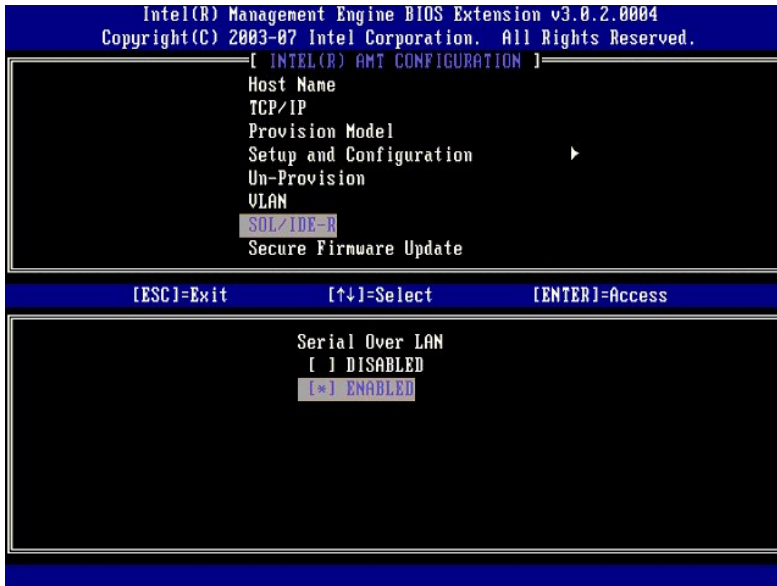 Intel(R) Management Engine BIOS Extension v3.0.2.0004
Copyright(C) 2003-07 Intel Corporation. All Rights Reserved.
[ INTEL(R) AMT CONFIGURATION ]
Host Name
TCP/IP
Provision Model
Setup and Configuration
Un-Provision
VLAN
SOL/IDE-R
Secure Firmware Update
[ESC]=Exit [↑↓]=Select [ENTER]=Access
Serial Over LAN
[ ] DISABLED
[*] ENABLED